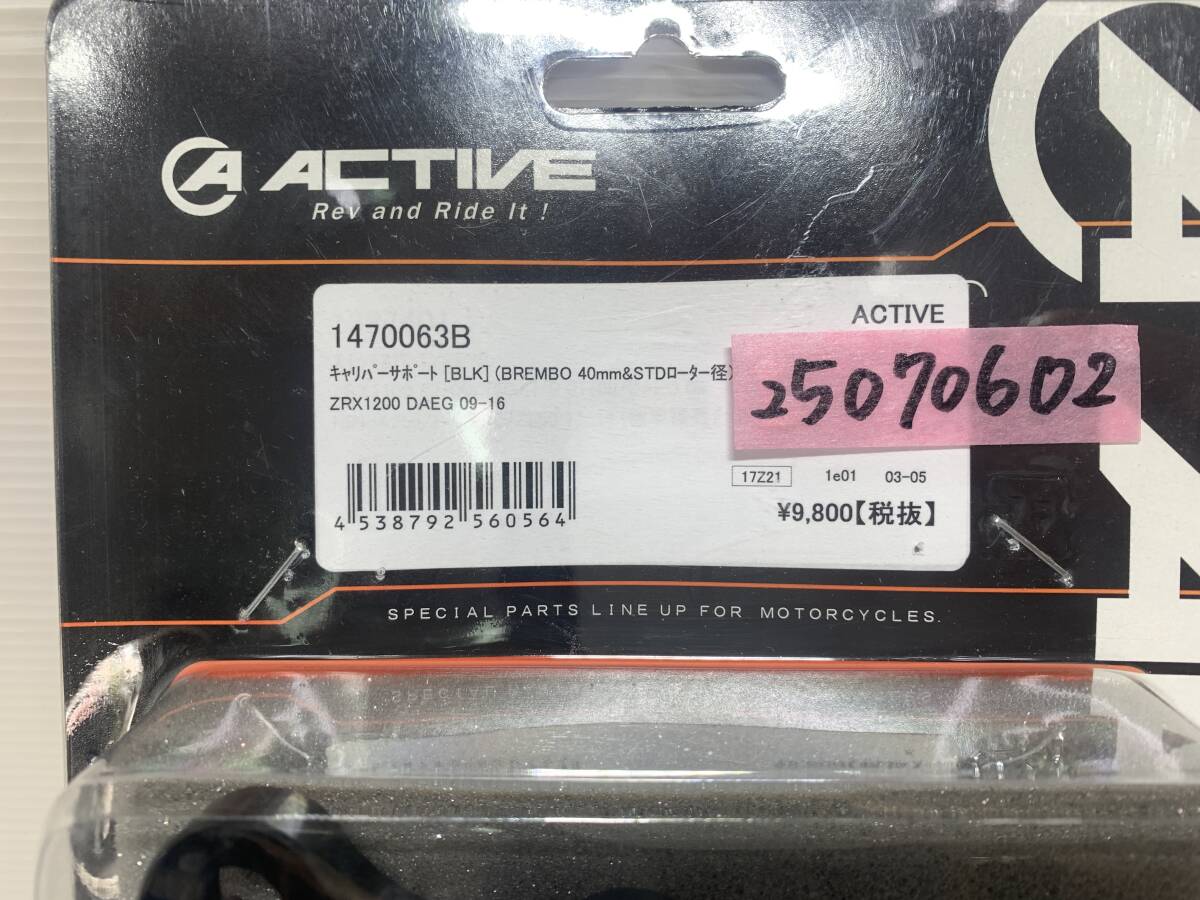 ACTIVE
Rev and Ride It !
ACTIVE
1470063B
ｷｬﾘﾊﾟｰｻﾎﾟｰﾄ [BLK] (BREMBO 40mm&STDﾛｰﾀｰ径)
25070602
ZRX1200 DAEG 09-16
17Z21 1e01 03-05
4 538792 560564
¥9,800【税抜】
SPECIAL PARTS LINE UP FOR MOTORCYCLES.